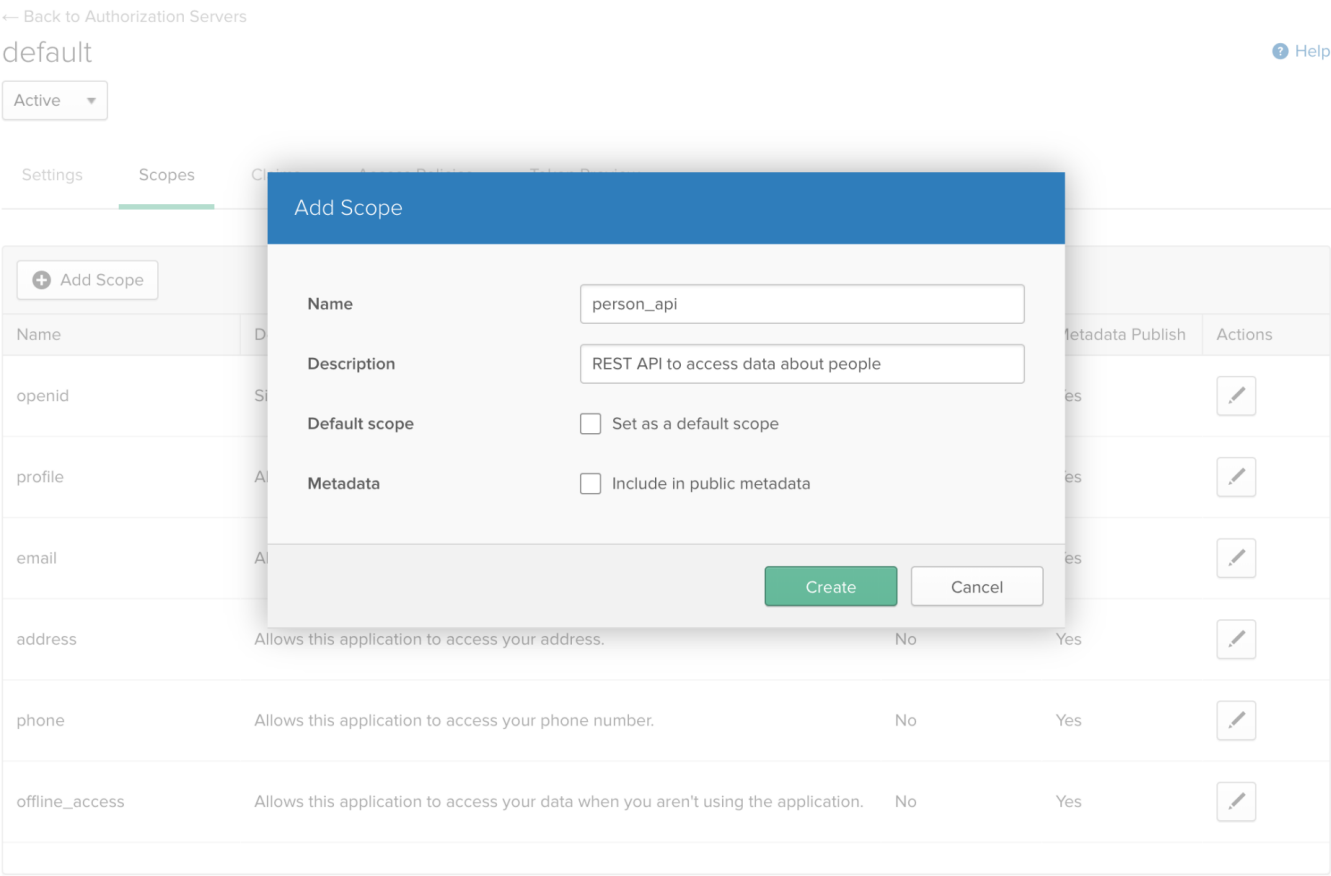 ← Back to Authorization Servers
default
Help
Active
Settings Scopes
Add Scope
Add Scope
Name person_api
Description REST API to access data about people
Default scope Set as a default scope
Metadata Include in public metadata
Create Cancel
Name Metadata Publish Actions
openid
profile
email
address Allows this application to access your address. No Yes
phone Allows this application to access your phone number. No Yes
offline_access Allows this application to access your data when you aren't using the application. No Yes